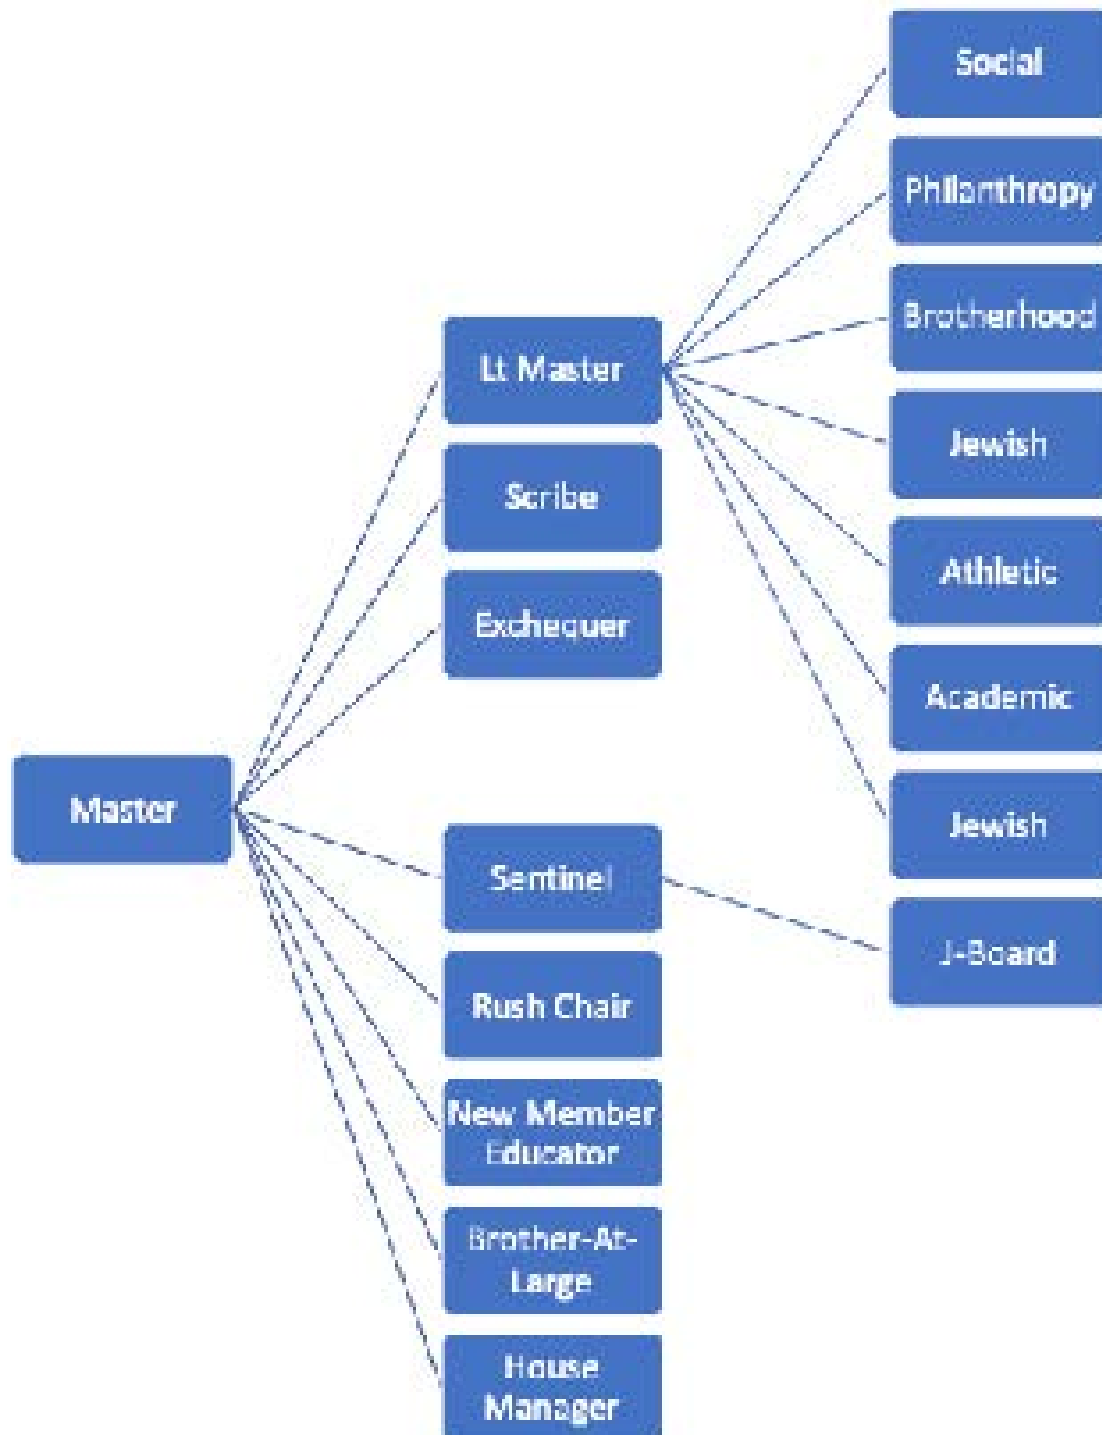 Social
Philanthropy
Brotherhood
Lt Master
Jewish
Scribe
Athletic
Exchequer
Academic
Master
Jewish
Sentinel
J-Board
Rush Chair
New Member
Educator
Brother-At-
Large
House
Manager